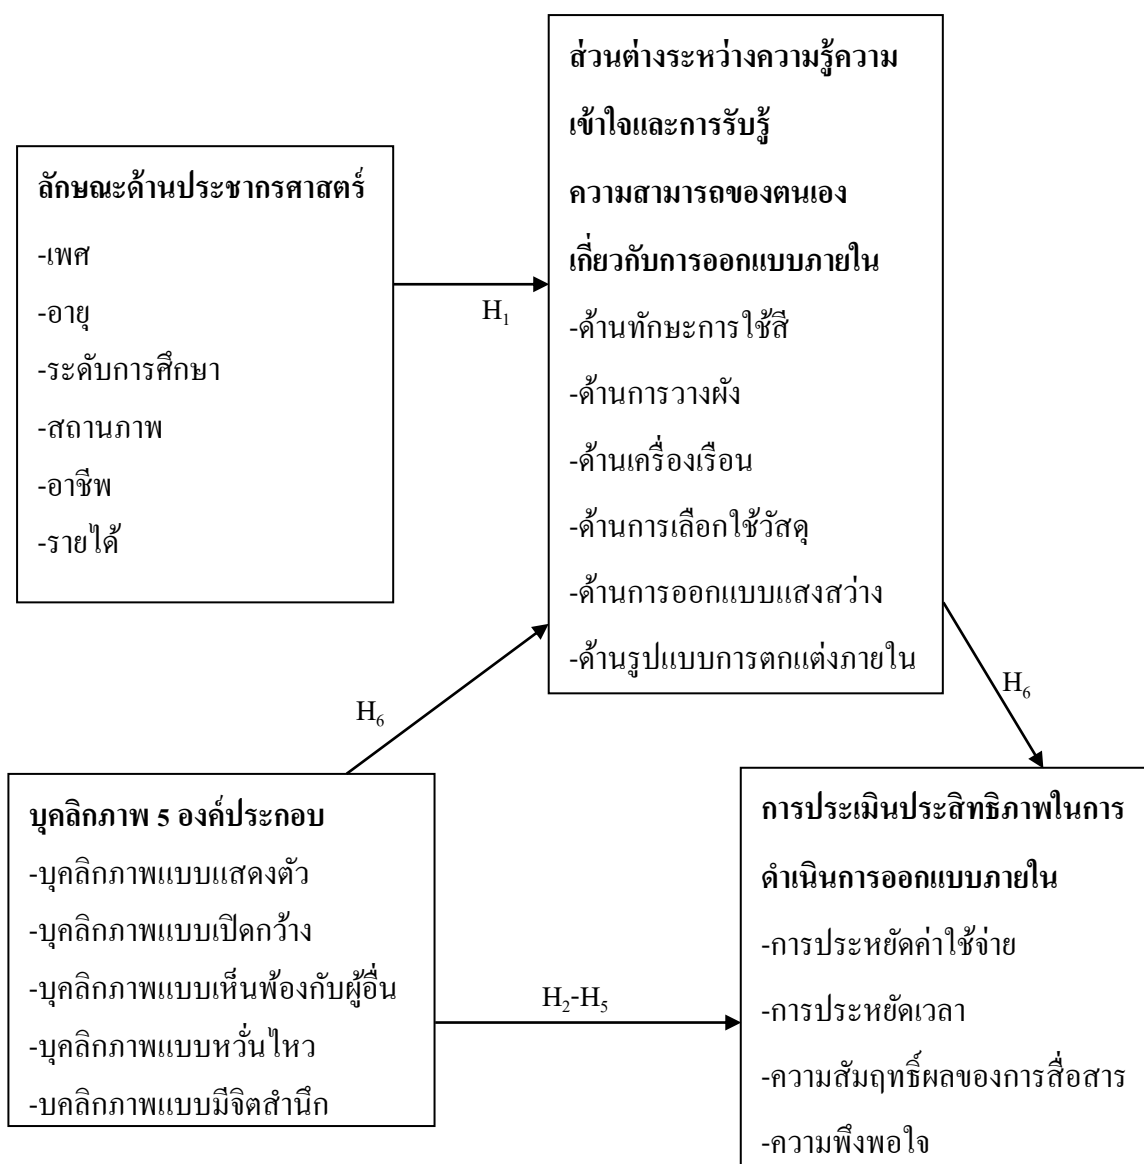 ส่วนต่างระหว่างความรู้ความ
เข้าใจและการรับรู้
ความสามารถของตนเอง
เกี่ยวกับการออกแบบภายใน
-ด้านทักษะการใช้สี
-ด้านการวางผัง
-ด้านเครื่องเรือน
-ด้านการเลือกใช้วัสดุ
-ด้านการออกแบบแสงสว่าง
-ด้านรูปแบบการตกแต่งภายใน
ลักษณะด้านประชากรศาสตร์
-เพศ
-อายุ
-ระดับการศึกษา
-สถานภาพ
-อาชีพ
-รายได้
H₁
H₆
H₆
บุคลิกภาพ 5 องค์ประกอบ
-บุคลิกภาพแบบแสดงตัว
-บุคลิกภาพแบบเปิดกว้าง
-บุคลิกภาพแบบเห็นพ้องกับผู้อื่น
-บุคลิกภาพแบบหวั่นไหว
-บคลิกภาพแบบมีจิตสำนึก
H₂-H₅
การประเมินประสิทธิภาพในการ
ดำเนินการออกแบบภายใน
-การประหยัดค่าใช้จ่าย
-การประหยัดเวลา
-ความสัมฤทธิ์ผลของการสื่อสาร
-ความพึงพอใจ